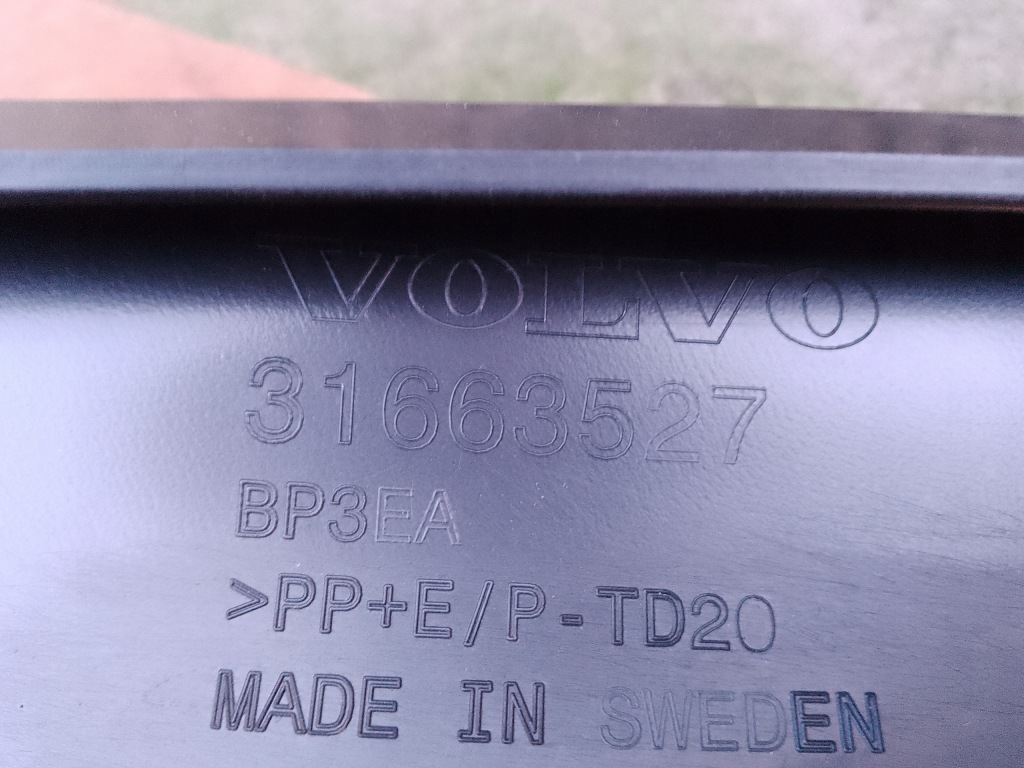 VOLVO
31663527
BP3EA
>PP+E/P-TD20
MADE IN SWEDEN